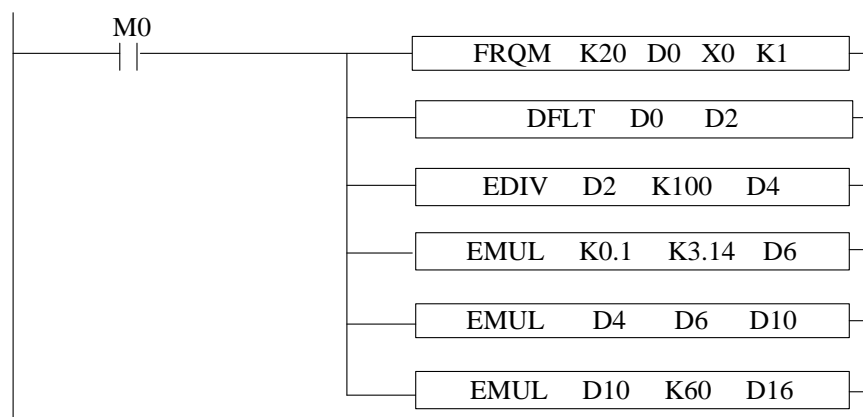 M0
FRQM K20 D0 X0 K1
DFLT D0 D2
EDIV D2 K100 D4
EMUL K0.1 K3.14 D6
EMUL D4 D6 D10
EMUL D10 K60 D16